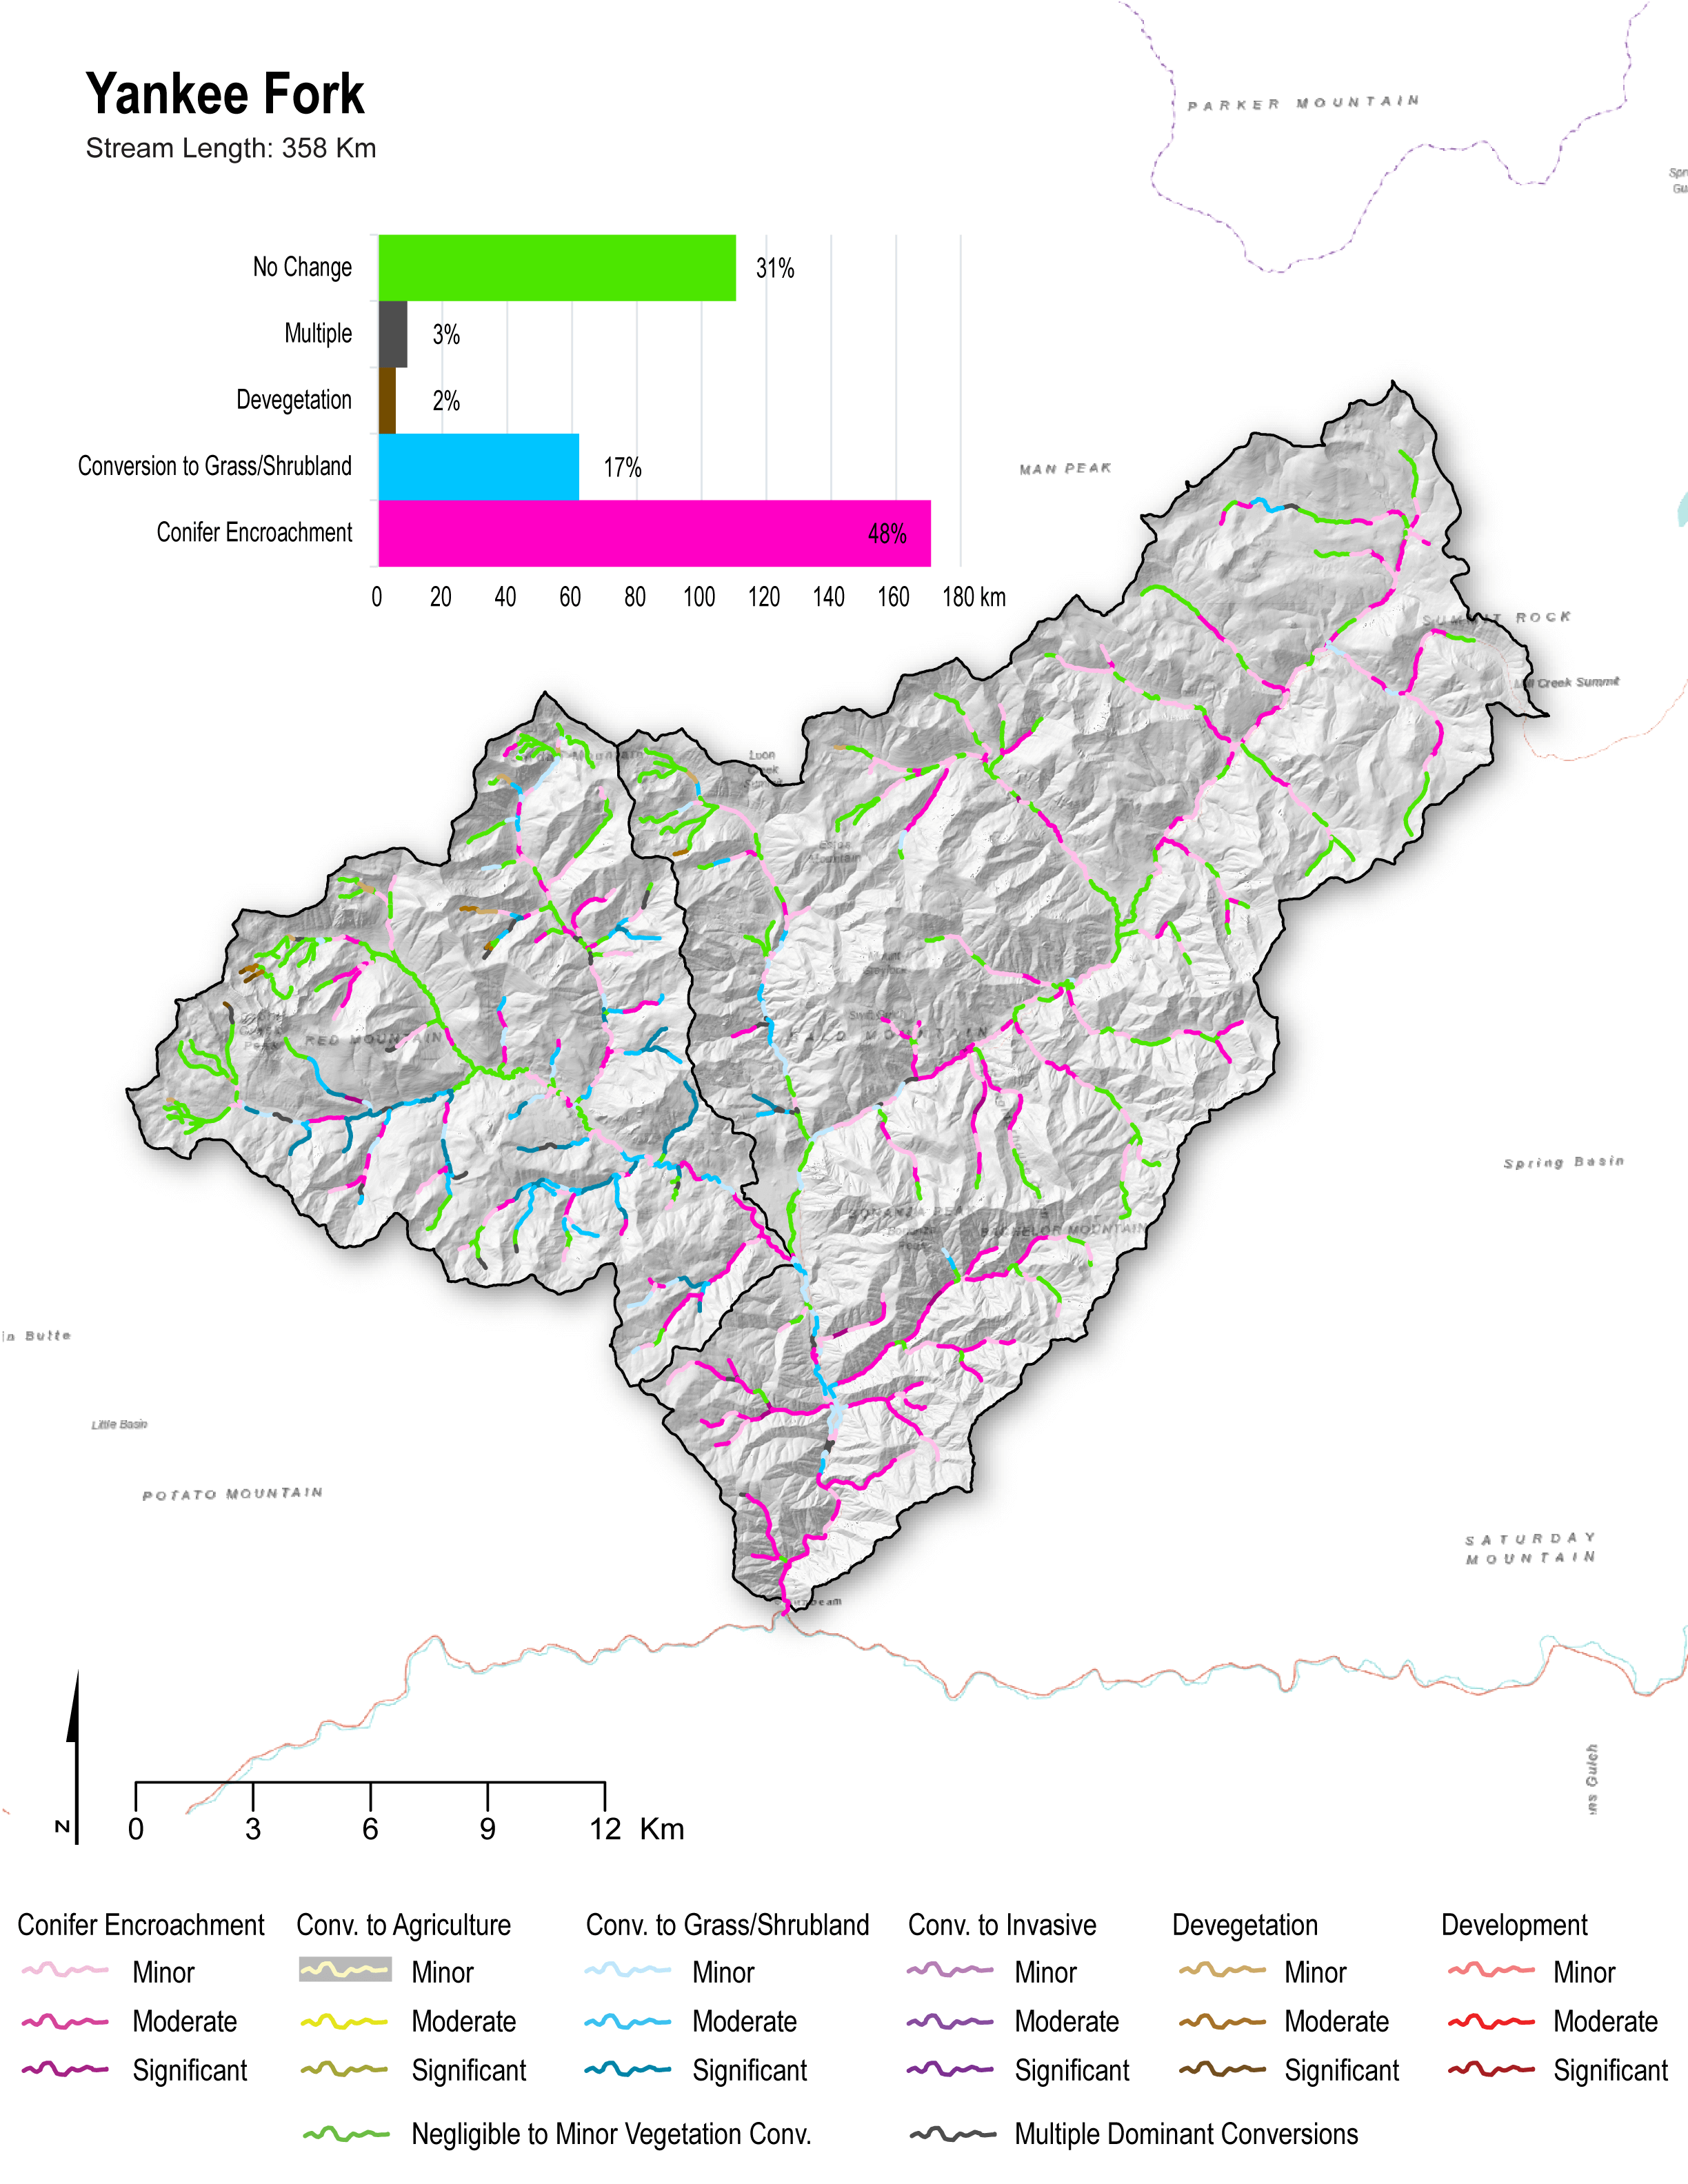 Yankee Fork
Stream Length: 358 Km
PARKER MOUNTAIN
No Change
31%
Multiple
3%
Devegetation
2%
Conversion to Grass/Shrubland
17%
Conifer Encroachment
48%
0 20 40 60 80 100 120 140 160 180 km
MAN PEAK
SUMMIT ROCK
Creek Summit
Loon
Creek
Mountain
Mountain
Mount
RED MOUNTAIN
BALD MOUNTAIN
Spring Basin
BONANZA PEAK
BACHELOR MOUNTAIN
in Butte
Little Basin
POTATO MOUNTAIN
SATURDAY
MOUNTAIN
ns Gulch
N
0 3 6 9 12 Km
Conifer Encroachment
Minor
Moderate
Significant
Conv. to Agriculture
Minor
Moderate
Significant
Conv. to Grass/Shrubland
Minor
Moderate
Significant
Conv. to Invasive
Minor
Moderate
Significant
Devegetation
Minor
Moderate
Significant
Development
Minor
Moderate
Significant
Negligible to Minor Vegetation Conv.
Multiple Dominant Conversions